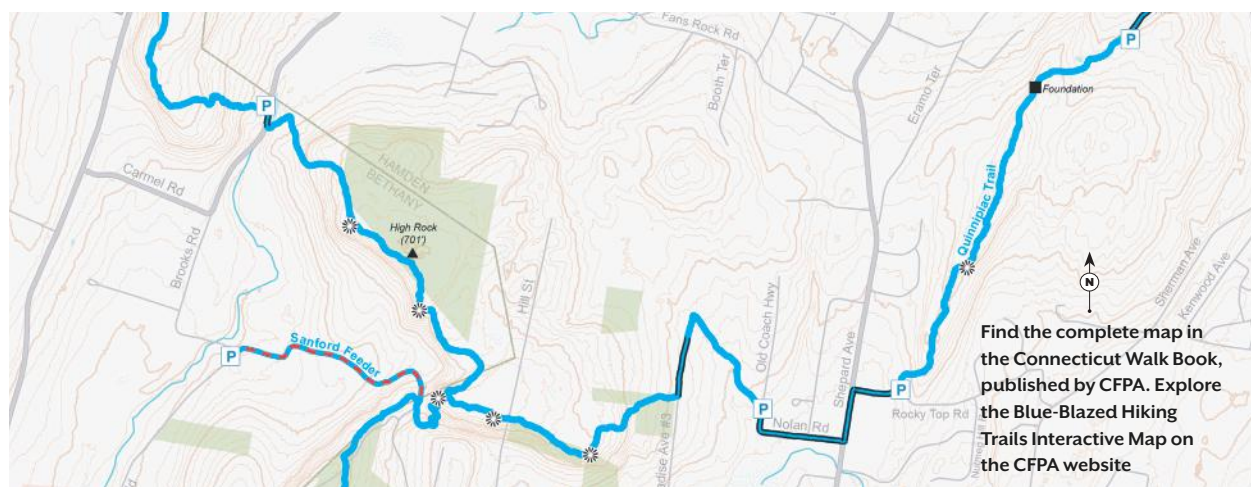 Fans Rock Rd
P
Booth Ter
Eramo Ter
Foundation
P
HAMDEN
BETHANY
Carmel Rd
High Rock
(701')
Brooks Rd
Quinnipiac Trail
Hill St
Old Coach Hwy
Shepard Ave
Sherman Ave
Kenwood Ave
N
P
Sanford Feeder
P
P
Nolan Rd
Rocky Top Rd
Find the complete map in
the Connecticut Walk Book,
published by CFPA. Explore
the Blue-Blazed Hiking
Trails Interactive Map on
the CFPA website